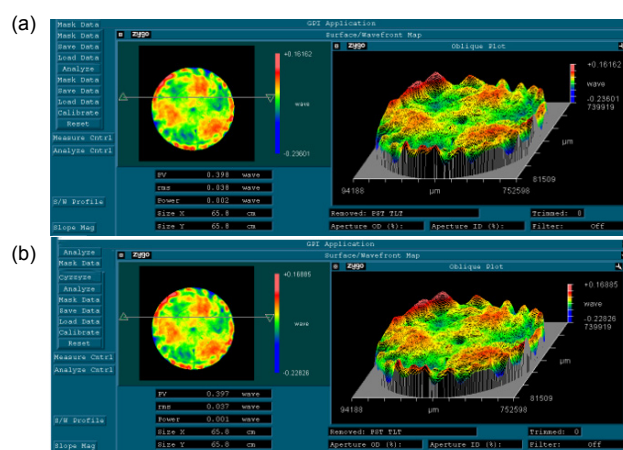 (a)
Mask Data
Data
Save Data
Load Data
Analyze
Mask Data
Save Data
Load Data
Calibrate
Reset
Measure Cntrl
Analyze Cntrl
S/W Profile
Slope Mag
GPI Application
Surface/Wavefront Map
zygo
+0.16162
wave
-0.23601
PV 0.398 wave
rms 0.038 wave
Power 0.002 wave
Size X 65.8 cm
Size Y 65.8 cm
zygo Oblique Plot
+0.16162
wave
-0.23601
739919
µm
81509
94188 µm 752598
Removed: PST TLT Trimmed: 0
Aperture OD (%): Aperture ID (%): Filter: Off
(b)
Analyze
Mask Data
Analyze
Mask Data
Save Data
Load Data
Calibrate
Reset
Measure Cntrl
Analyze Cntrl
S/W Profile
Slope Mag
GPI Application
Surface/Wavefront Map
zygo
+0.16885
wave
-0.22826
PV 0.397 wave
rms 0.037 wave
Power 0.001 wave
Size X 65.8 cm
Size Y 65.8 cm
zygo Oblique Plot
+0.16885
wave
-0.22826
739919
µm
81509
94188 µm 752598
Removed: PST TLT Trimmed: 0
Aperture OD (%): Aperture ID (%): Filter: Off